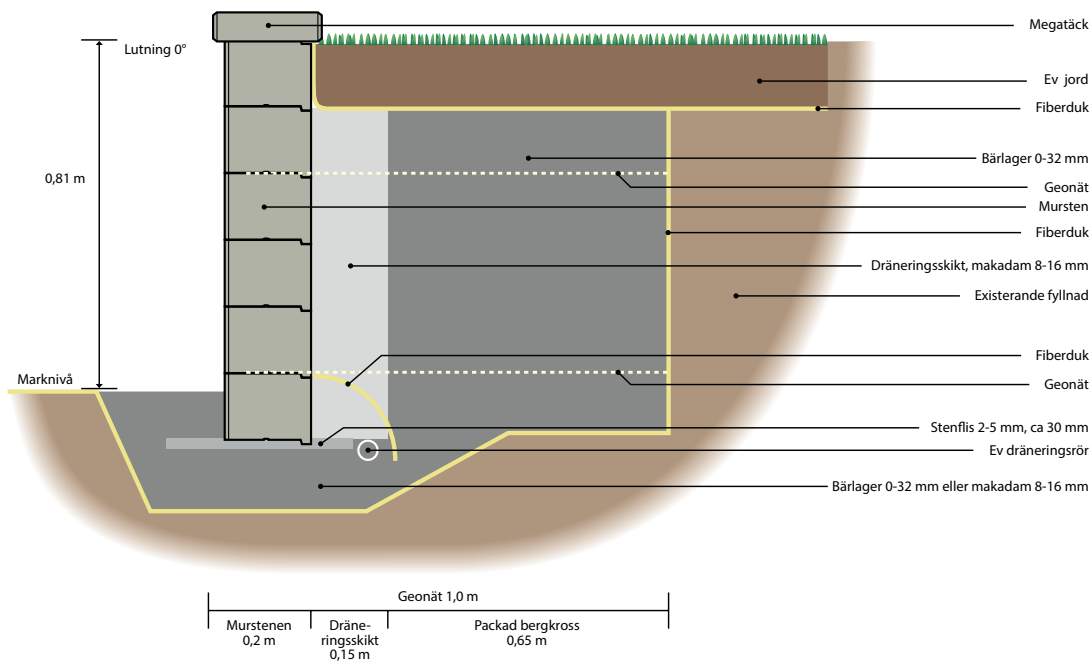 Megatäck
Lutning 0°
Ev jord
Fiberduk
Bärlager 0-32 mm
0,81 m
Geonät
Mursten
Fiberduk
Dräneringsskikt, makadam 8-16 mm
Existerande fyllnad
Fiberduk
Marknivå
Geonät
Stenflis 2-5 mm, ca 30 mm
Ev dräneringsrör
Bärlager 0-32 mm eller makadam 8-16 mm
Geonät 1,0 m
Murstenen
0,2 m
Dräne-
ringsskikt
0,15 m
Packad bergkross
0,65 m